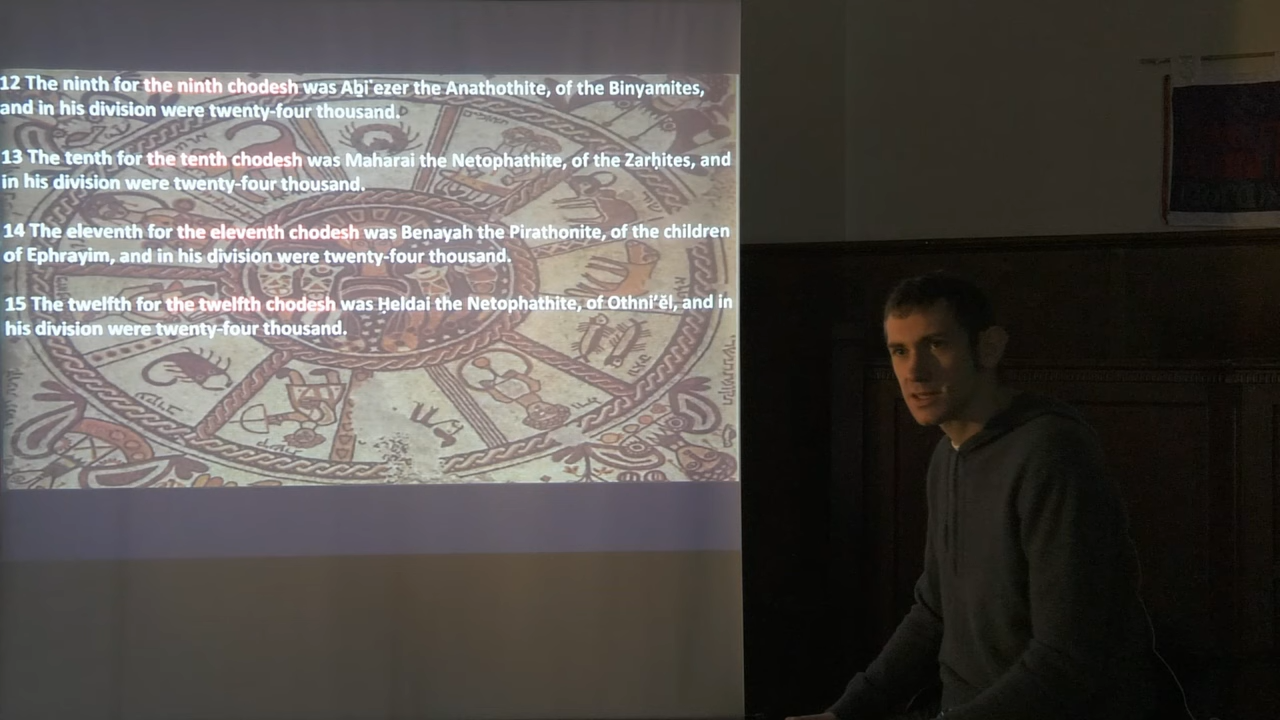 12 The ninth for the ninth chodesh was Aḇi‛ezer the Anathothite, of the Binyamites,
and in his division were twenty-four thousand.
13 The tenth for the tenth chodesh was Maharai the Netophathite, of the Zarḥites, and
in his division were twenty-four thousand.
14 The eleventh for the eleventh chodesh was Benayah the Pirathonite, of the children
of Ephrayim, and in his division were twenty-four thousand.
15 The twelfth for the twelfth chodesh was Ḥeldai the Netophathite, of Othni’ĕl, and in
his division were twenty-four thousand.